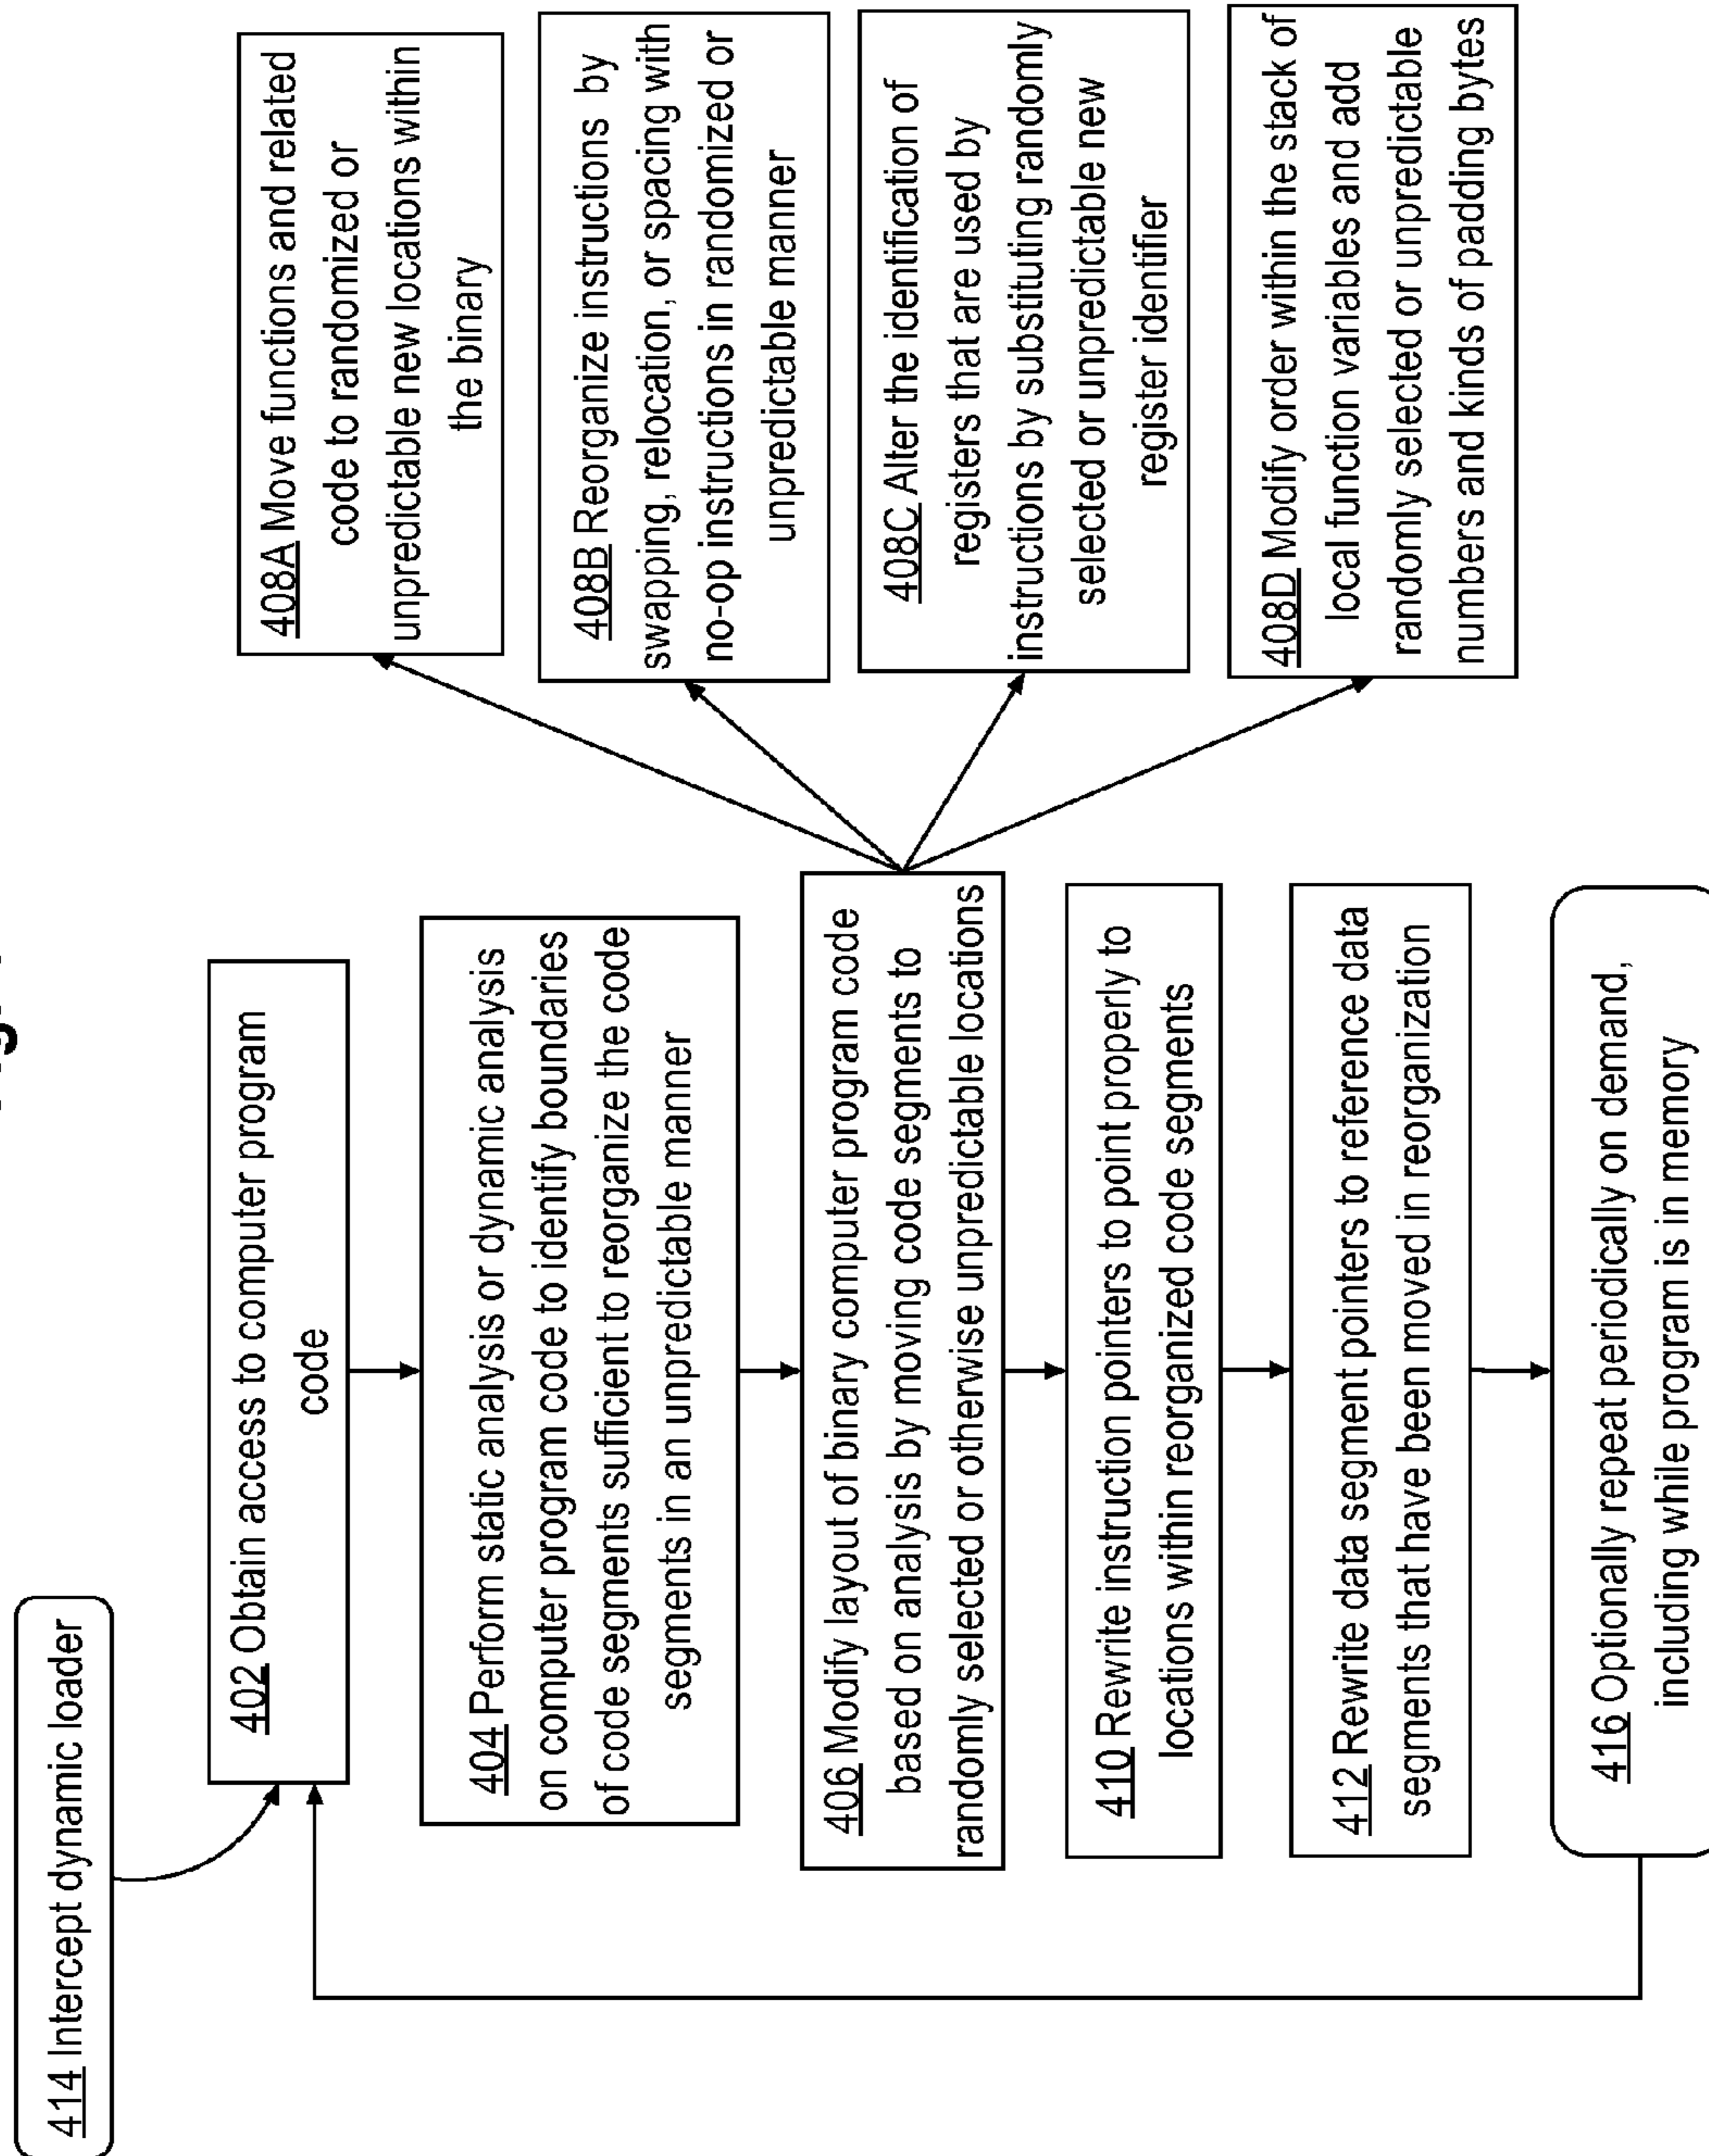 414 Intercept dynamic loader
402 Obtain access to computer program
code
404 Perform static analysis or dynamic analysis
on computer program code to identify boundaries
of code segments sufficient to reorganize the code
segments in an unpredictable manner
406 Modify layout of binary computer program code
based on analysis by moving code segments to
randomly selected or otherwise unpredictable locations
408A Move functions and related
code to randomized or
unpredictable new locations within
the binary
408B Reorganize instructions by
swapping, relocation, or spacing with
no-op instructions in randomized or
unpredictable manner
408C Alter the identification of
registers that are used by
instructions by substituting randomly
selected or unpredictable new
register identifier
408D Modify order within the stack of
local function variables and add
randomly selected or unpredictable
numbers and kinds of padding bytes
410 Rewrite instruction pointers to point properly to
locations within reorganized code segments
412 Rewrite data segment pointers to reference data
segments that have been moved in reorganization
416 Optionally repeat periodically on demand,
including while program is in memory